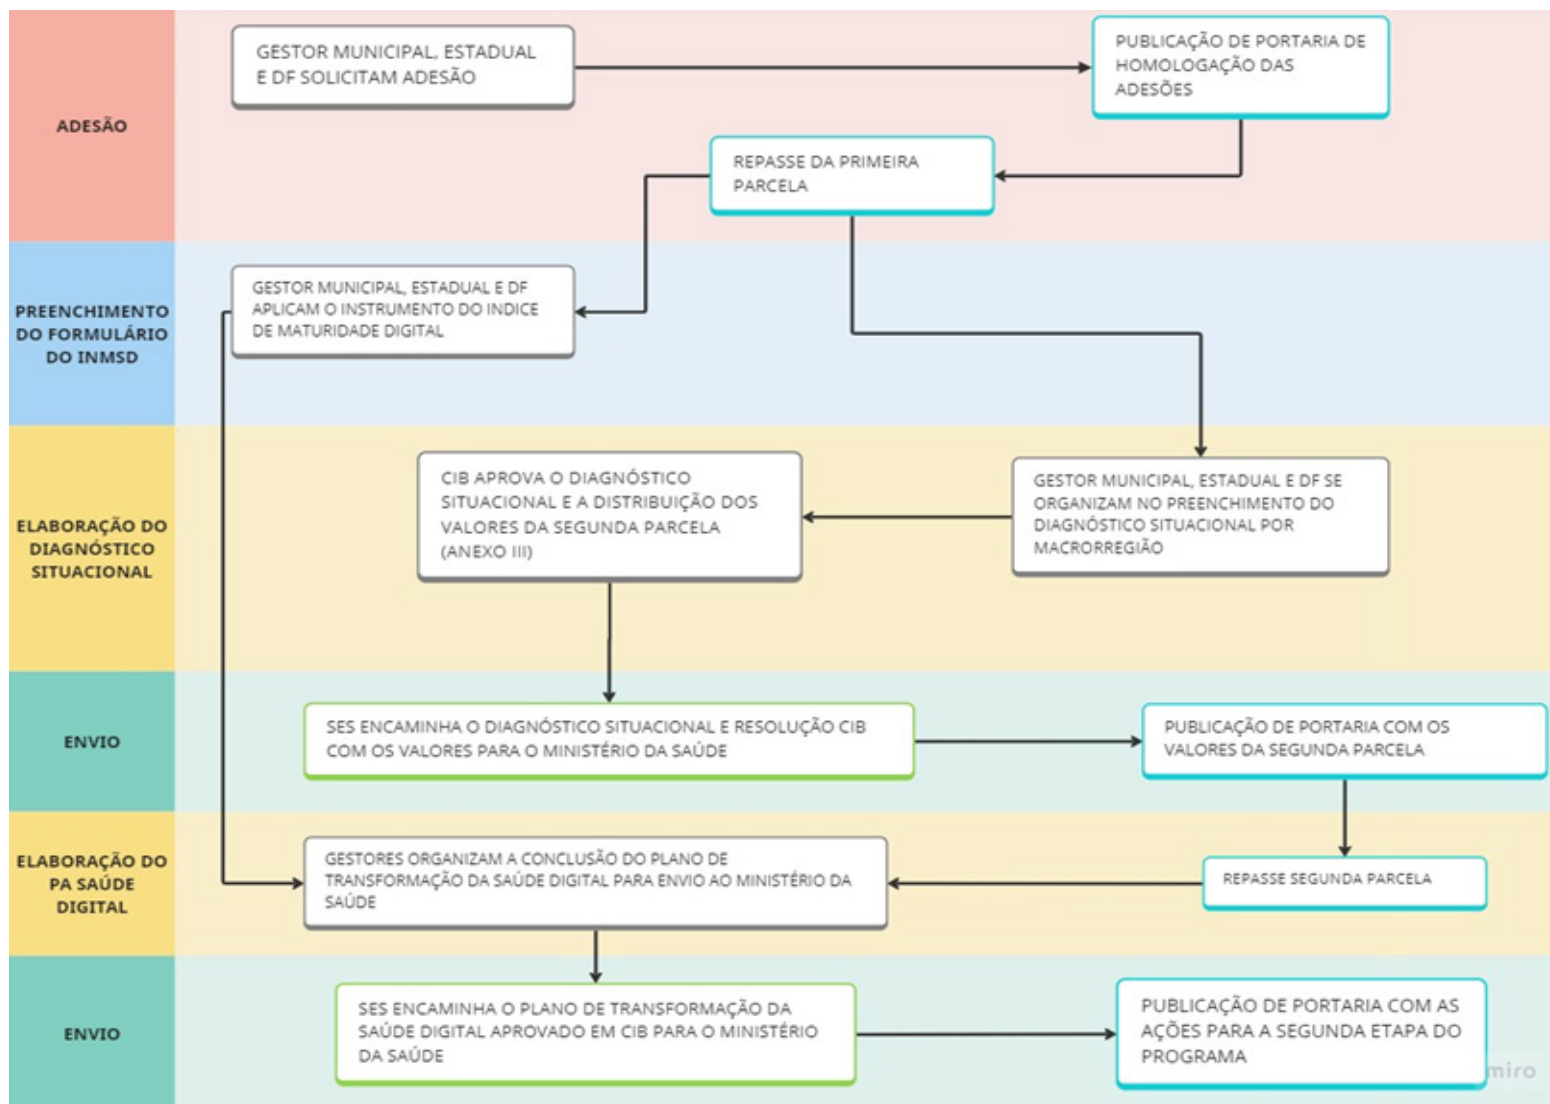 ADESÃO
GESTOR MUNICIPAL, ESTADUAL
E DF SOLICITAM ADESÃO
PUBLICAÇÃO DE PORTARIA DE
HOMOLOGAÇÃO DAS
ADESÕES
REPASSE DA PRIMEIRA
PARCELA
PREENCHIMENTO
DO FORMULÁRIO
DO INMSD
GESTOR MUNICIPAL, ESTADUAL E DF
APLICAM O INSTRUMENTO DO INDICE
DE MATURIDADE DIGITAL
ELABORAÇÃO DO
DIAGNÓSTICO
SITUACIONAL
CIB APROVA O DIAGNÓSTICO
SITUACIONAL E A DISTRIBUIÇÃO DOS
VALORES DA SEGUNDA PARCELA
(ANEXO III)
GESTOR MUNICIPAL, ESTADUAL E DF SE
ORGANIZAM NO PREENCHIMENTO DO
DIAGNÓSTICO SITUACIONAL POR
MACRORREGIÃO
ENVIO
SES ENCAMINHA O DIAGNÓSTICO SITUACIONAL E RESOLUÇÃO CIB
COM OS VALORES PARA O MINISTÉRIO DA SAÚDE
PUBLICAÇÃO DE PORTARIA COM OS
VALORES DA SEGUNDA PARCELA
ELABORAÇÃO DO
PA SAÚDE
DIGITAL
GESTORES ORGANIZAM A CONCLUSÃO DO PLANO DE
TRANSFORMAÇÃO DA SAÚDE DIGITAL PARA ENVIO AO MINISTÉRIO DA
SAÚDE
REPASSE SEGUNDA PARCELA
ENVIO
SES ENCAMINHA O PLANO DE TRANSFORMAÇÃO DA
SAÚDE DIGITAL APROVADO EM CIB PARA O MINISTÉRIO
DA SAÚDE
PUBLICAÇÃO DE PORTARIA COM AS
AÇÕES PARA A SEGUNDA ETAPA DO
PROGRAMA
miro